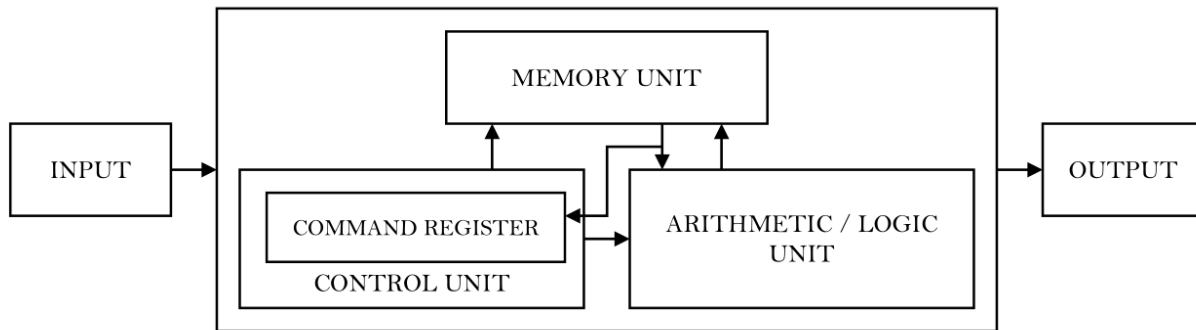 MEMORY UNIT
INPUT
OUTPUT
COMMAND REGISTER
CONTROL UNIT
ARITHMETIC / LOGIC
UNIT